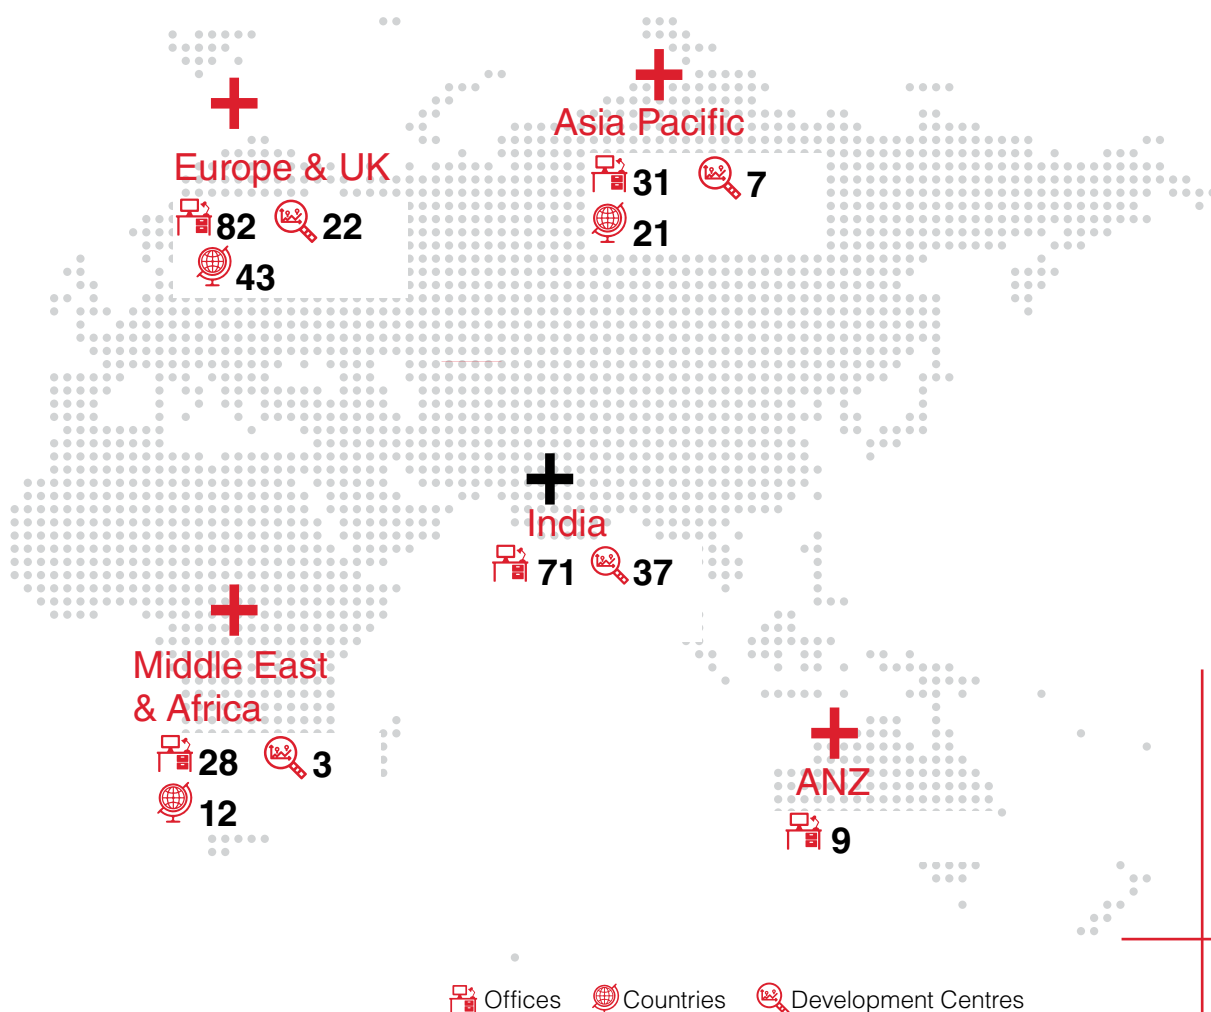 Asia Pacific
31 7
21
Europe & UK
82 22
43
India
71 37
Middle East
& Africa
28 3
12
ANZ
9
Offices Countries Development Centres